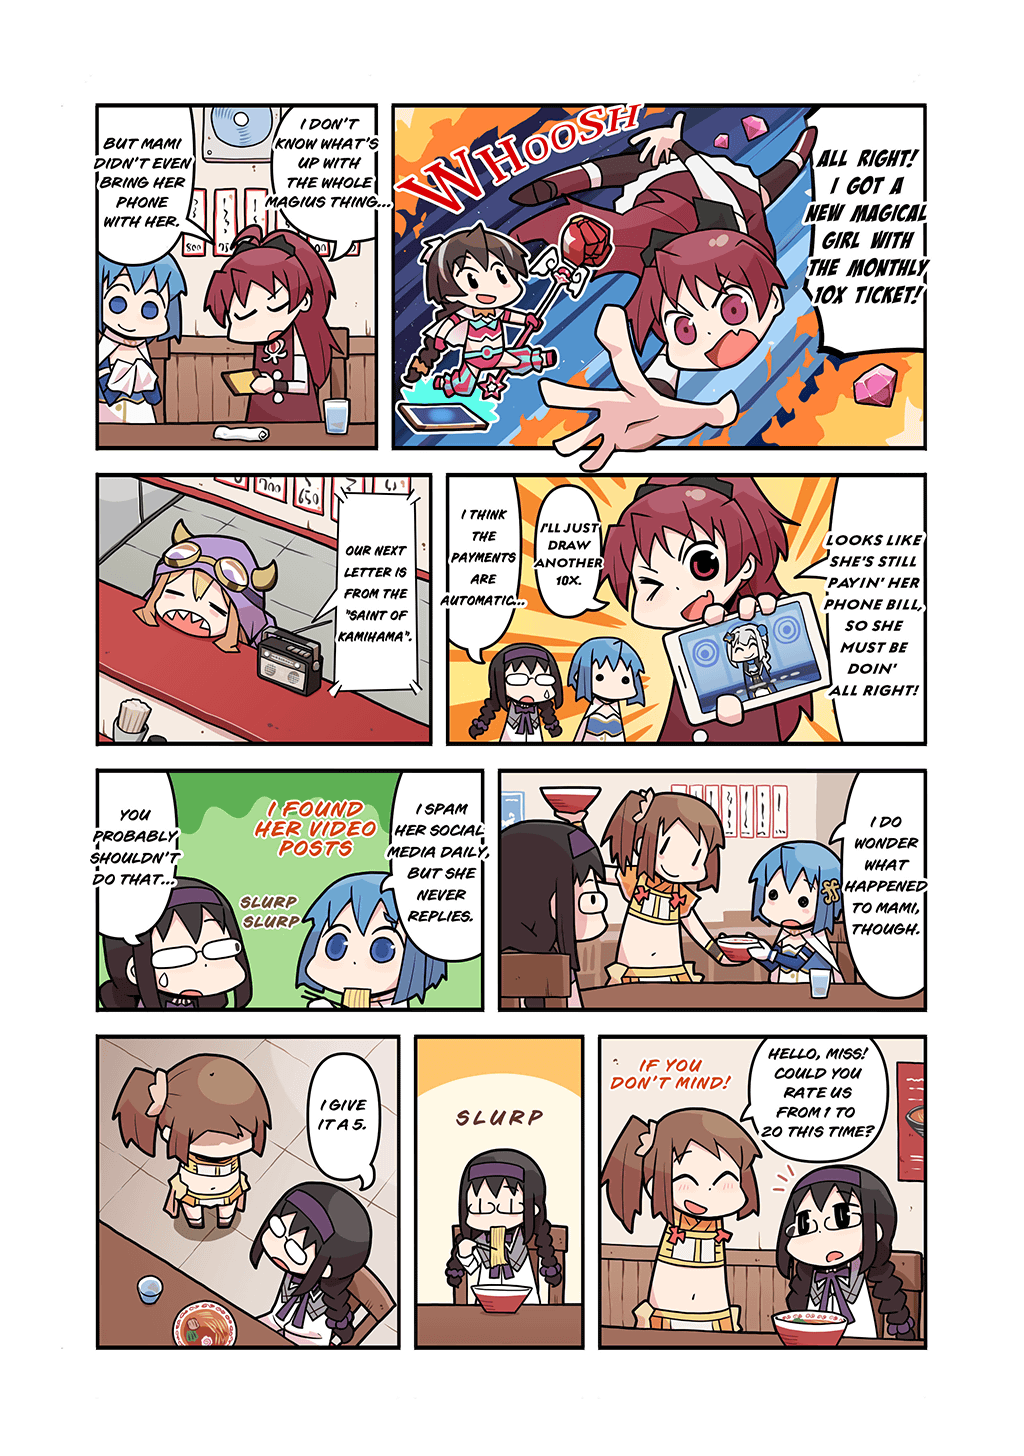 ALL RIGHT!
I GOT A
NEW MAGICAL
GIRL WITH
THE MONTHLY
10X TICKET!
WHOOSH
I DON'T
KNOW WHAT'S
UP WITH
THE WHOLE
MAGIUS THING...
BUT MAMI
DIDN'T EVEN
BRING HER
PHONE
WITH HER.
800
LOOKS LIKE
SHE'S STILL
PAYIN' HER
PHONE BILL,
SO SHE
MUST BE
DOIN'
ALL RIGHT!
I'LL JUST
DRAW
ANOTHER
10X.
I THINK
THE
PAYMENTS
ARE
AUTOMATIC...
700
650
OUR NEXT
LETTER IS
FROM THE
"SAINT OF
KAMIHAMA".
I DO
WONDER
WHAT
HAPPENED
TO MAMI,
THOUGH.
I SPAM
HER SOCIAL
MEDIA DAILY,
BUT SHE
NEVER
REPLIES.
I FOUND
HER VIDEO
POSTS
SLURP
SLURP
YOU
PROBABLY
SHOULDN'T
DO THAT...
HELLO, MISS!
COULD YOU
RATE US
FROM 1 TO
20 THIS TIME?
IF YOU
DON'T MIND!
SLURP
I GIVE
IT A 5.